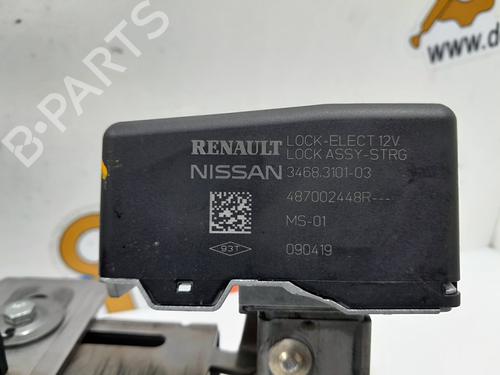 B-PARTS
www.d
RENAULT LOCK-ELECT 12V
LOCK ASSY-STRG
NISSAN 3468.3101-03
487002448R---
MS-01
93T 090419